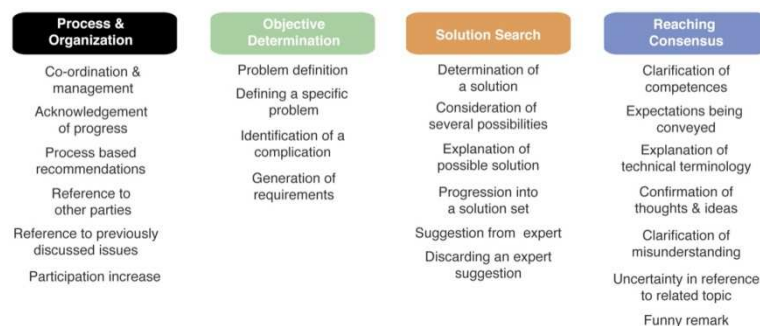 Process &
Organization
Co-ordination &
management
Acknowledgement
of progress
Process based
recommendations
Reference to
other parties
Reference to previously
discussed issues
Participation increase
Objective
Determination
Problem definition
Defining a specific
problem
Identification of a
complication
Generation of
requirements
Solution Search
Determination of
a solution
Consideration of
several possibilities
Explanation of
possible solution
Progression into
a solution set
Suggestion from expert
Discarding an expert
suggestion
Reaching
Consensus
Clarification of
competences
Expectations being
conveyed
Explanation of
technical terminology
Confirmation of
thoughts & ideas
Clarification of
misunderstanding
Uncertainty in reference
to related topic
Funny remark